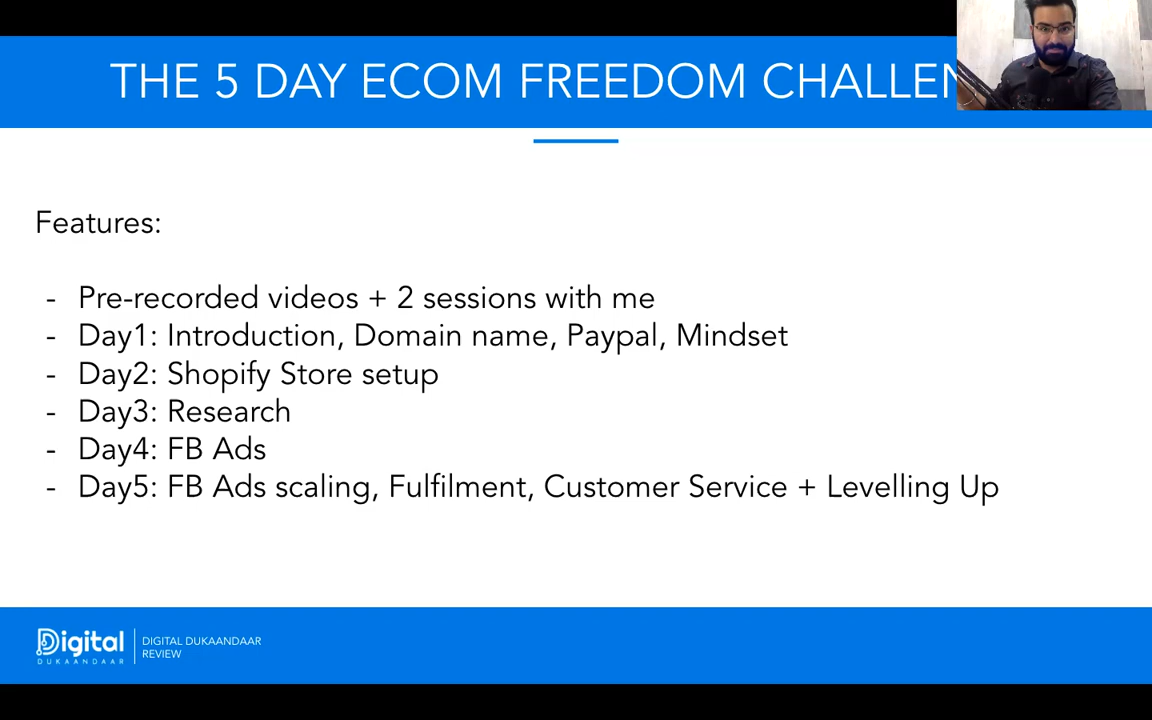 THE 5 DAY ECOM FREEDOM CHALLEN
Features:
- Pre-recorded videos + 2 sessions with me
- Day1: Introduction, Domain name, Paypal, Mindset
- Day2: Shopify Store setup
- Day3: Research
- Day4: FB Ads
- Day5: FB Ads scaling, Fulfilment, Customer Service + Levelling Up
Digital
DUKAANDAAR
DIGITAL DUKAANDAAR
REVIEW